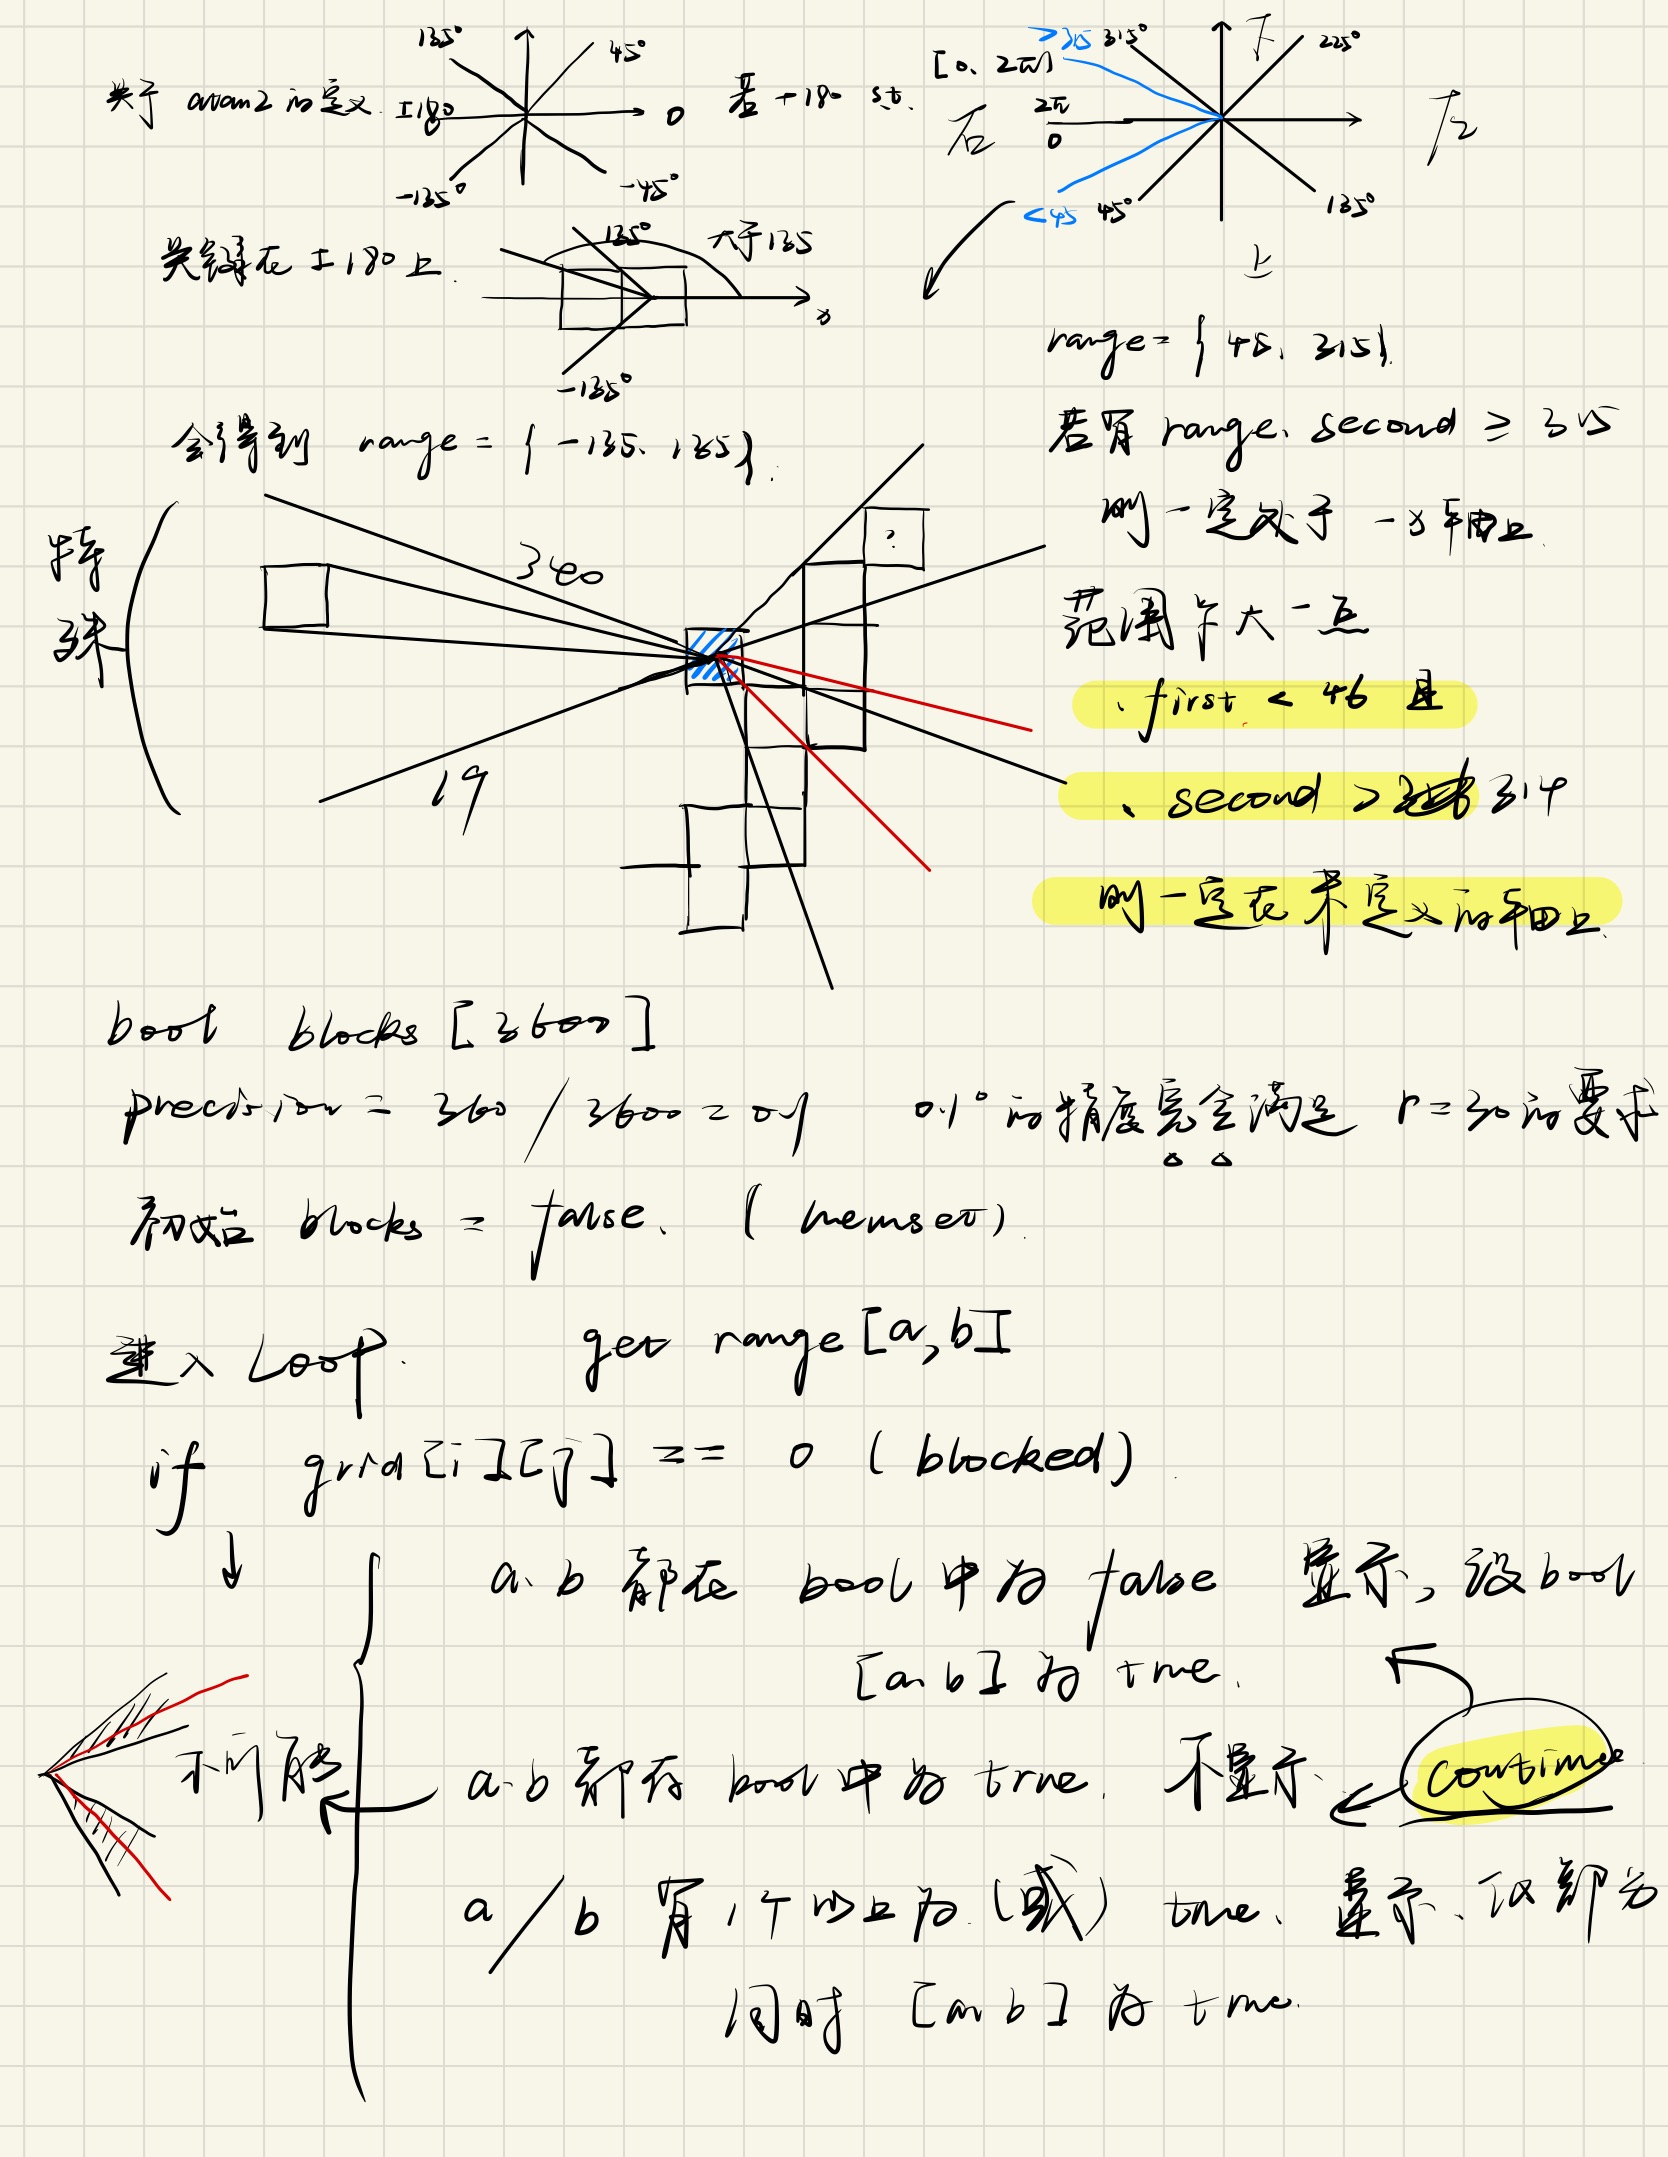 135°
45°
关于 atan2 的定义. ±180
0
-135°
-45°
若 +180 st.
[0, 2π)
>315 315°
下
225°
右
2π
0
左
<45 45°
135°
上
关键在 ±180 上.
135°
大于135
x
-135°
会得到 range = { -135、135 }.
range = { 45、315 }.
若有 range、second ≥ 315
则一定处于 -x 轴上.
范围卡大一点
、first < 46 且
、second > 314
则一定在未定义的轴上.
特
殊
340
19
?
bool blocks [3600]
precision = 360 / 3600 = 0.1 0.1° 的精度完全满足 r = 30 的要求
初始 blocks = false、( memset ).
进入 Loop. get range [a, b]
if grid[i][j] == 0 ( blocked ).
a、b 都在 bool 中为 false 显示, 设 bool
[a, b] 为 true.
不可能
a、b 都在 bool 中为 true. 不显示、
continue
a / b 有1个以上为 (或) true、显示、仅部分
同时 [a, b] 为 true.